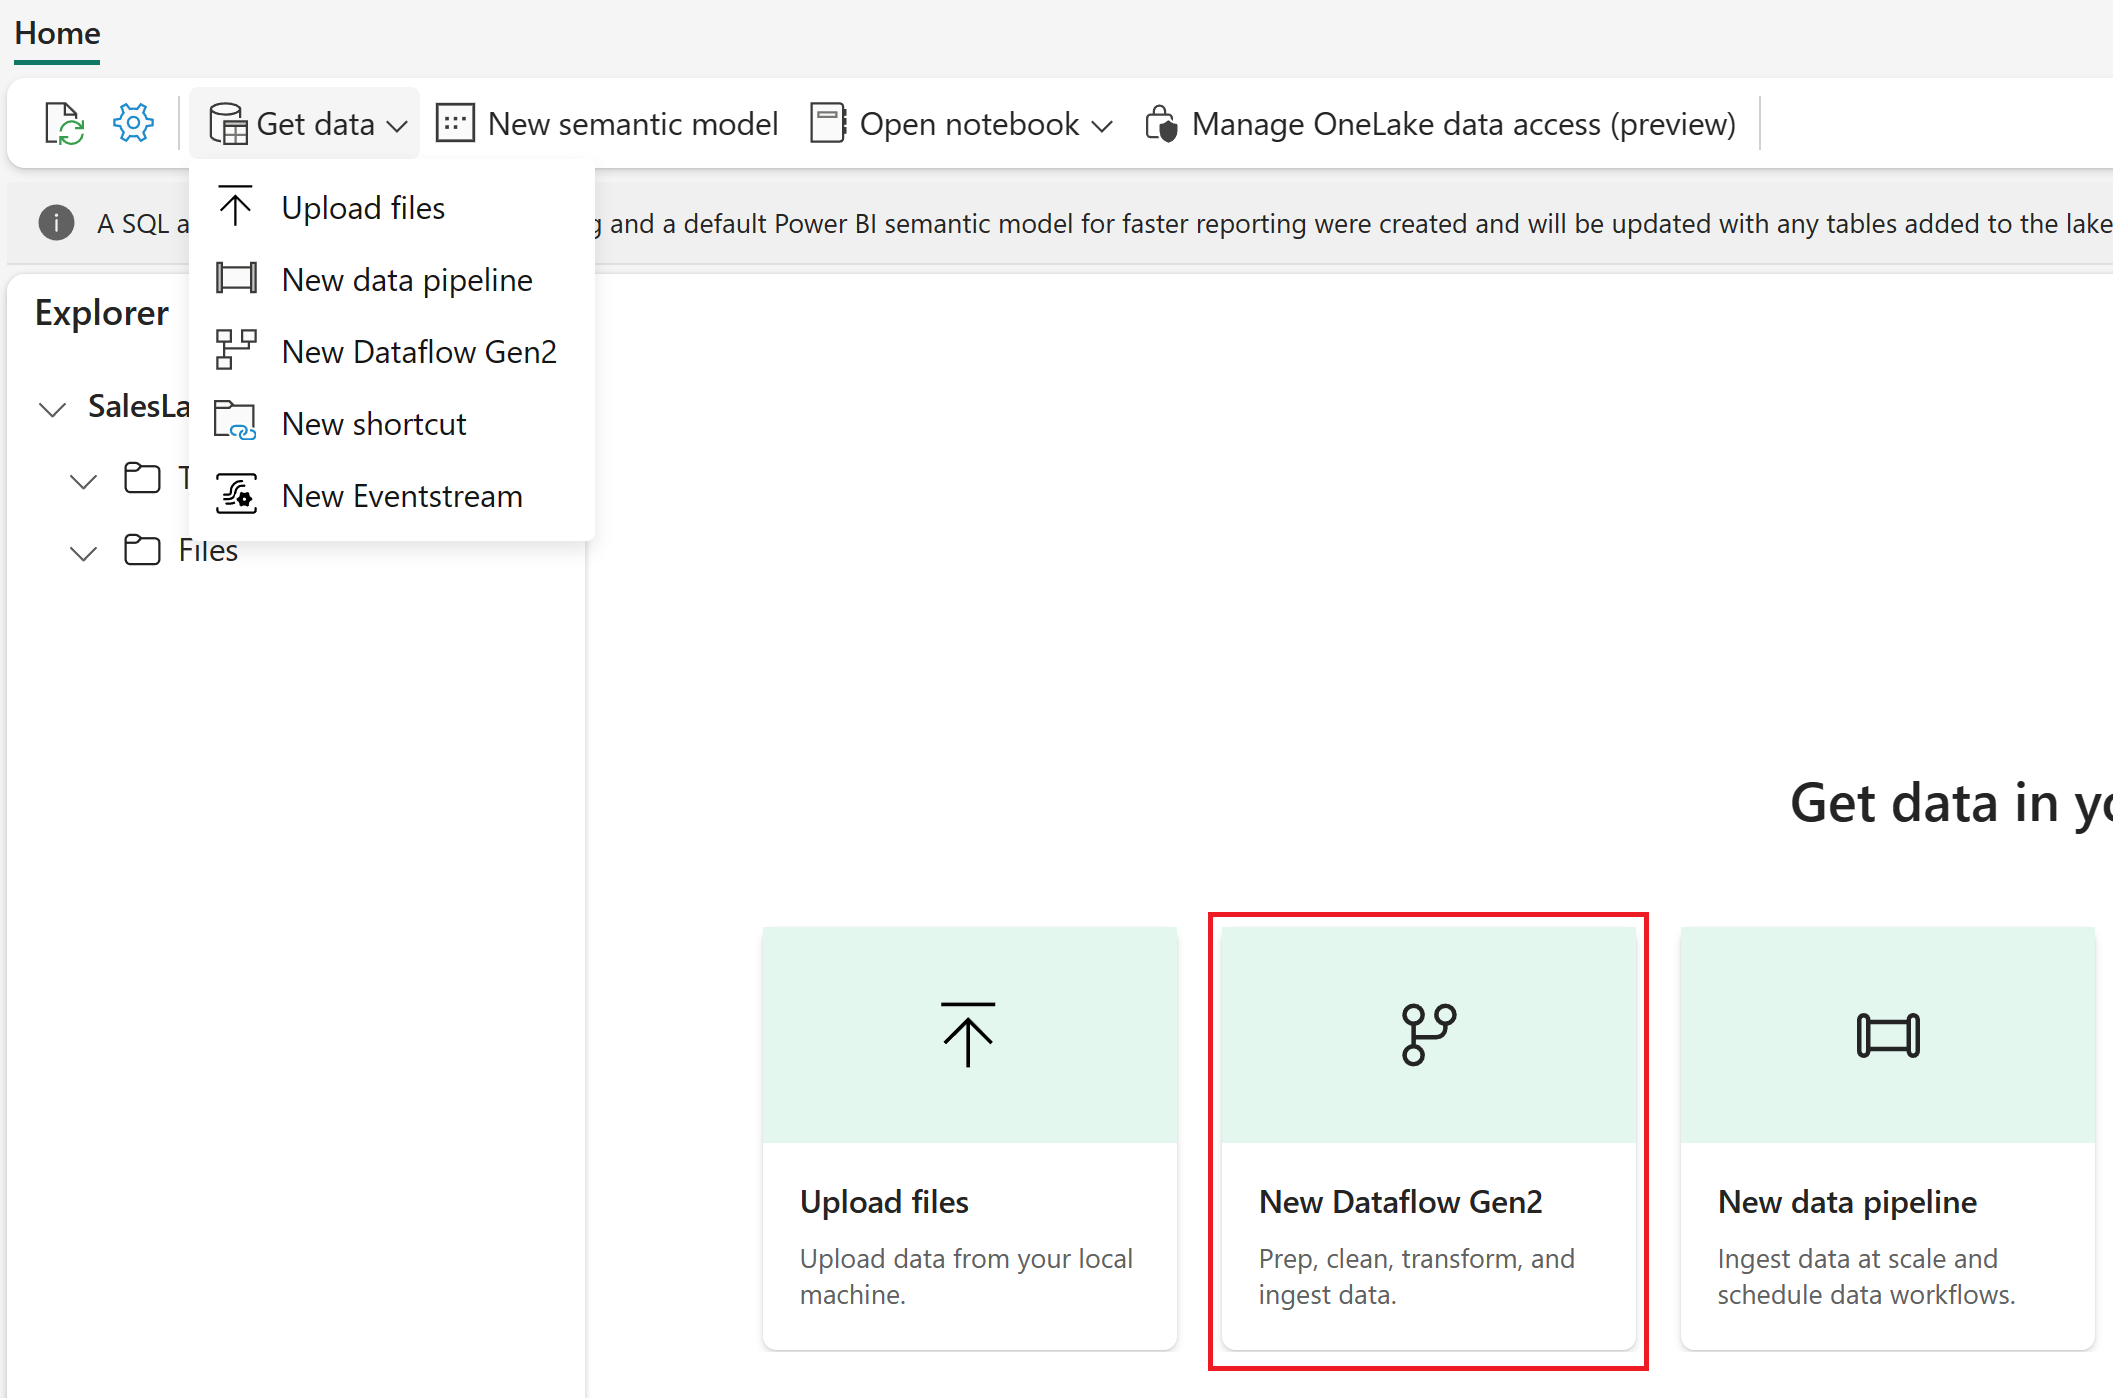 Home
Get data
New semantic model
Open notebook
Manage OneLake data access (preview)
Upload files
New data pipeline
New Dataflow Gen2
New shortcut
New Eventstream
A SQL a
g and a default Power BI semantic model for faster reporting were created and will be updated with any tables added to the lake
Explorer
SalesLa
T
Files
Get data in yo
Upload files
Upload data from your local
machine.
New Dataflow Gen2
Prep, clean, transform, and
ingest data.
New data pipeline
Ingest data at scale and
schedule data workflows.